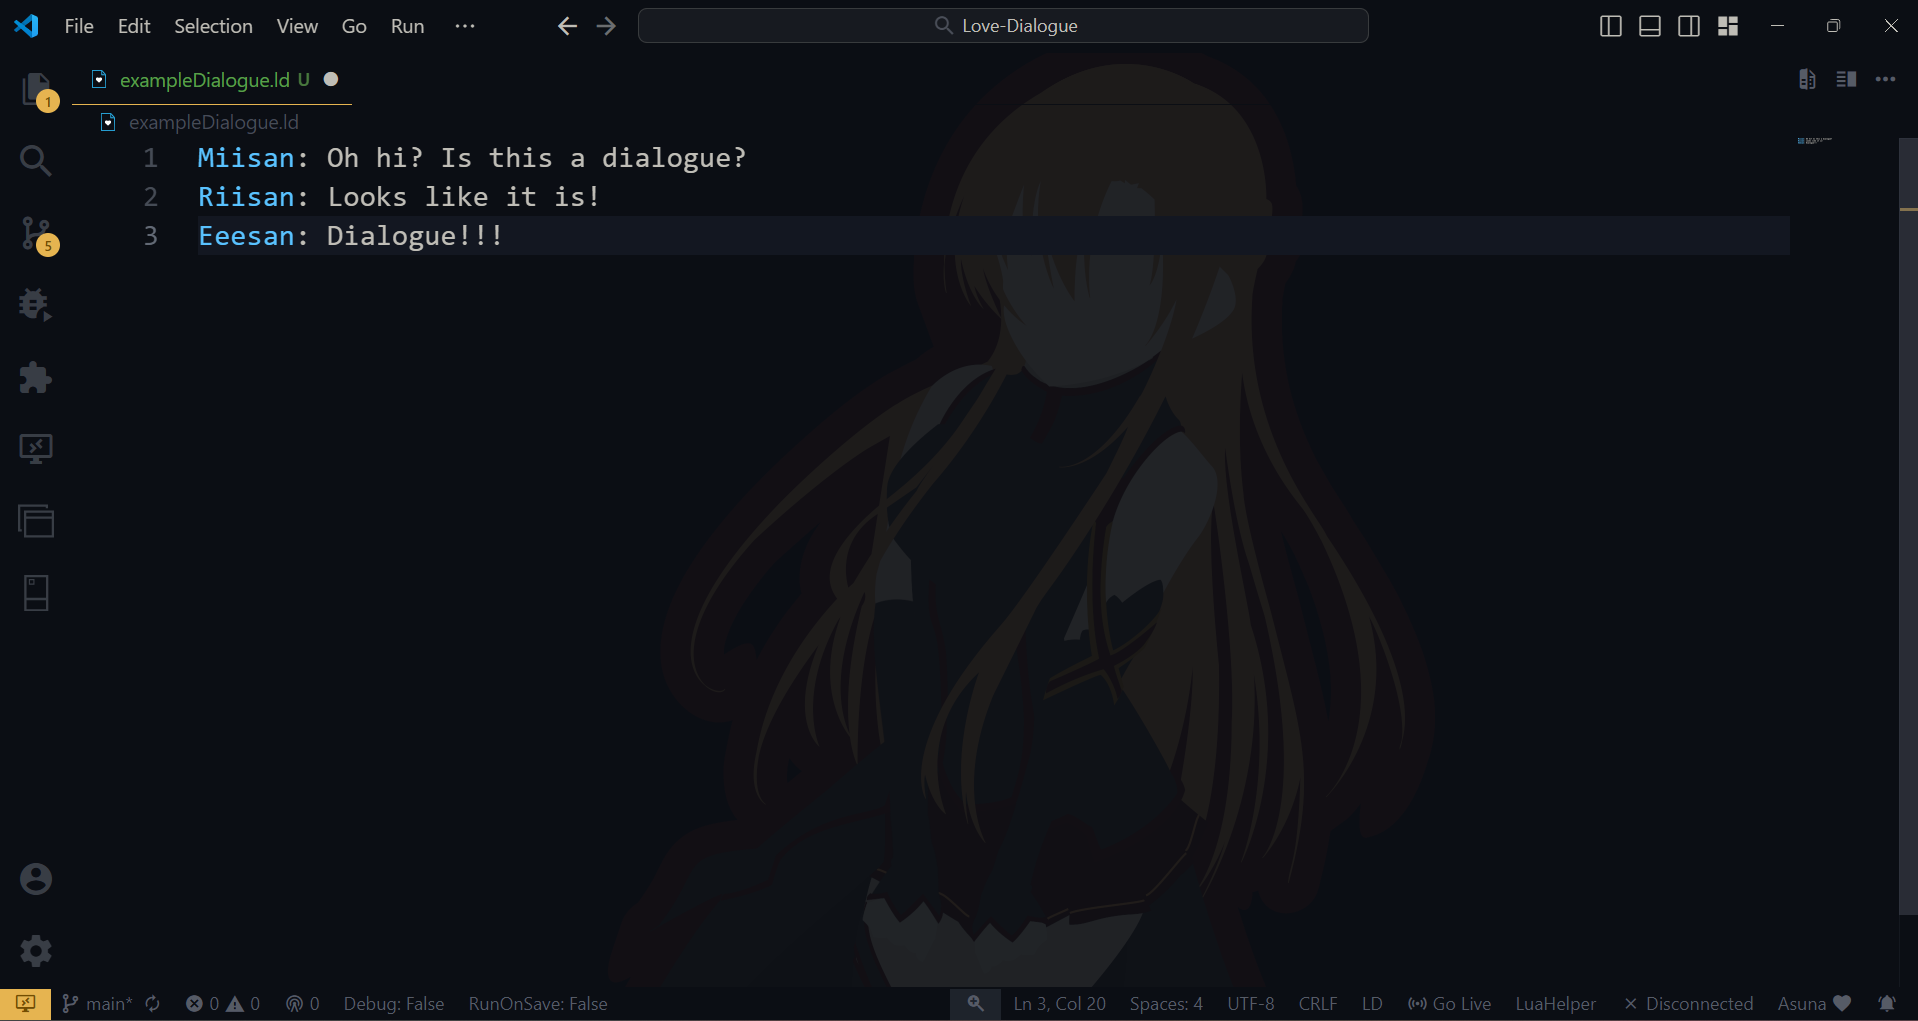 File Edit Selection View Go Run ··· Love-Dialogue
exampleDialogue.ld U
exampleDialogue.ld
1 Miisan: Oh hi? Is this a dialogue?
2 Riisan: Looks like it is!
3 Eeesan: Dialogue!!!
1
5
main* 0 0 0 Debug: False RunOnSave: False Ln 3, Col 20 Spaces: 4 UTF-8 CRLF LD Go Live LuaHelper Disconnected Asuna